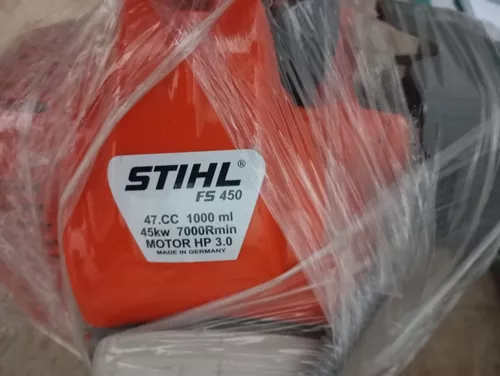 STIHL®
FS 450
47.CC 1000 ml
45kw 7000Rmin
MOTOR HP 3.0
MADE IN GERMANY